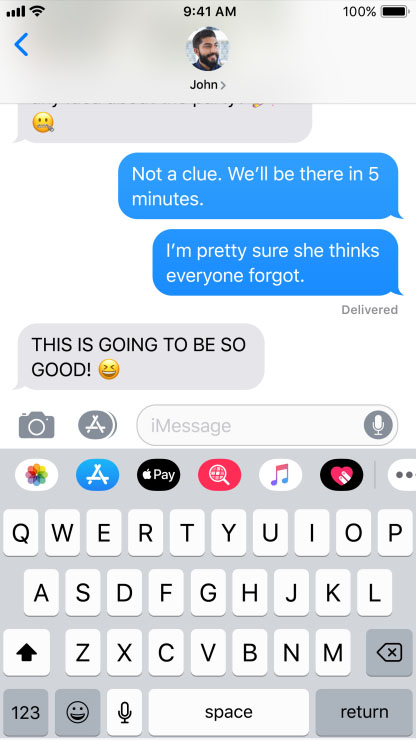 9:41 AM
100%
John
Not a clue. We’ll be there in 5
minutes.
I’m pretty sure she thinks
everyone forgot.
Delivered
THIS IS GOING TO BE SO
GOOD! 😆
iMessage
Pay
Q W E R T Y U I O P
A S D F G H J K L
Z X C V B N M
123
space
return